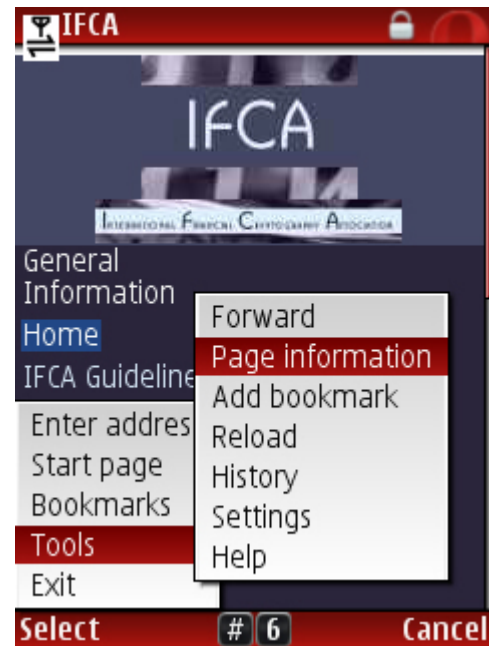 IFCA
IFCA
International Financial Cryptography Association
General
Information
Home
IFCA Guideline
Forward
Page information
Add bookmark
Reload
History
Settings
Help
Enter addres
Start page
Bookmarks
Tools
Exit
Select # 6 Cancel